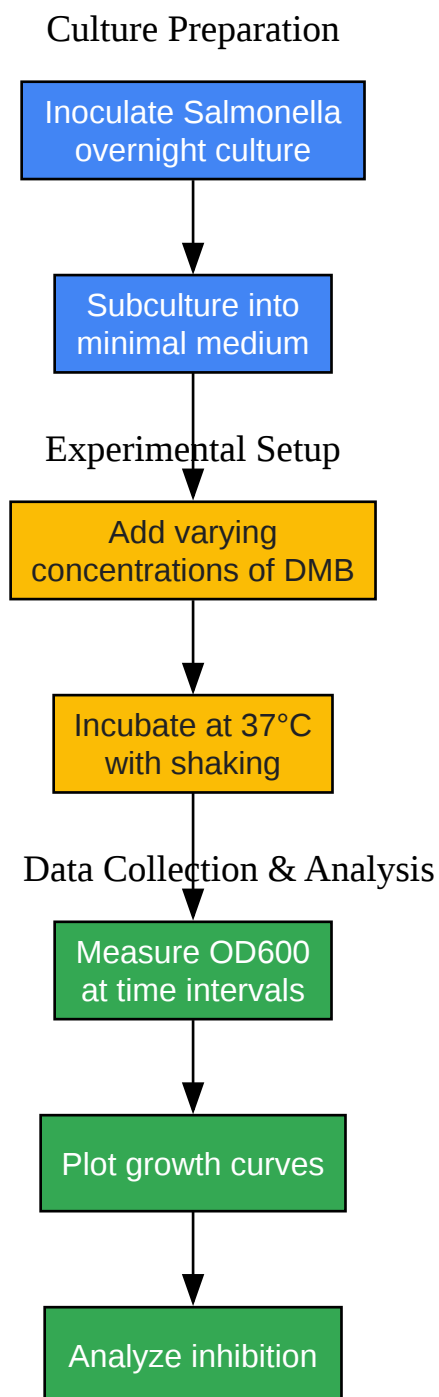 Culture Preparation
Inoculate Salmonella
overnight culture
Subculture into
minimal medium
Experimental Setup
Add varying
concentrations of DMB
Incubate at 37°C
with shaking
Data Collection & Analysis
Measure OD600
at time intervals
Plot growth curves
Analyze inhibition